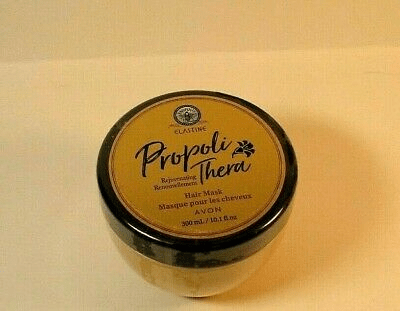 ELASTINE
Propoli
Thera
Rejuvenating
Renouvellement
Hair Mask
Masque pour les cheveux
AVON
300 mL / 10.1 fl.oz